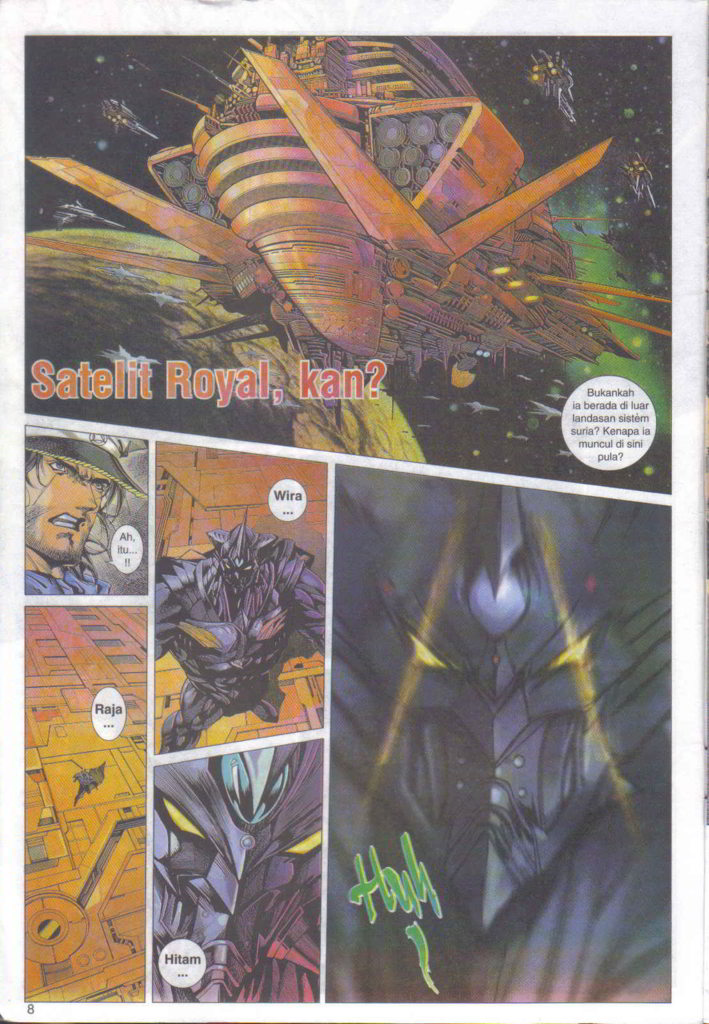 Satelit Royal, kan?
Bukankah
ia berada di luar
landasan sistem
suria? Kenapa ia
muncul di sini
pula?
Ah,
itu...
!!
Wira
...
Raja
...
Hitam
...
8